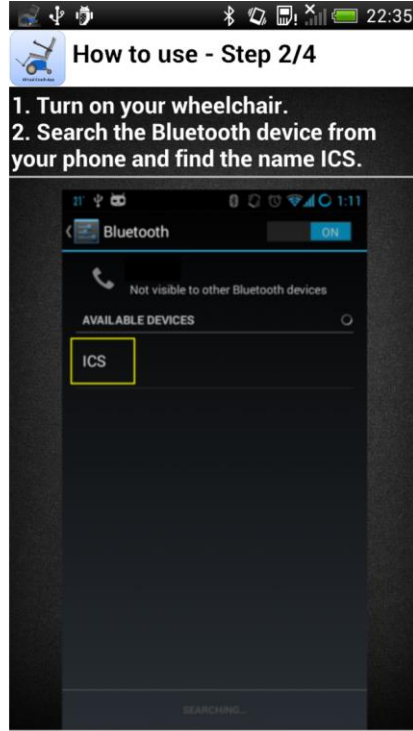 22:35
How to use - Step 2/4
1. Turn on your wheelchair.
2. Search the Bluetooth device from
your phone and find the name ICS.
21° 1:11
Bluetooth ON
Not visible to other Bluetooth devices
AVAILABLE DEVICES
ICS
SEARCHING...